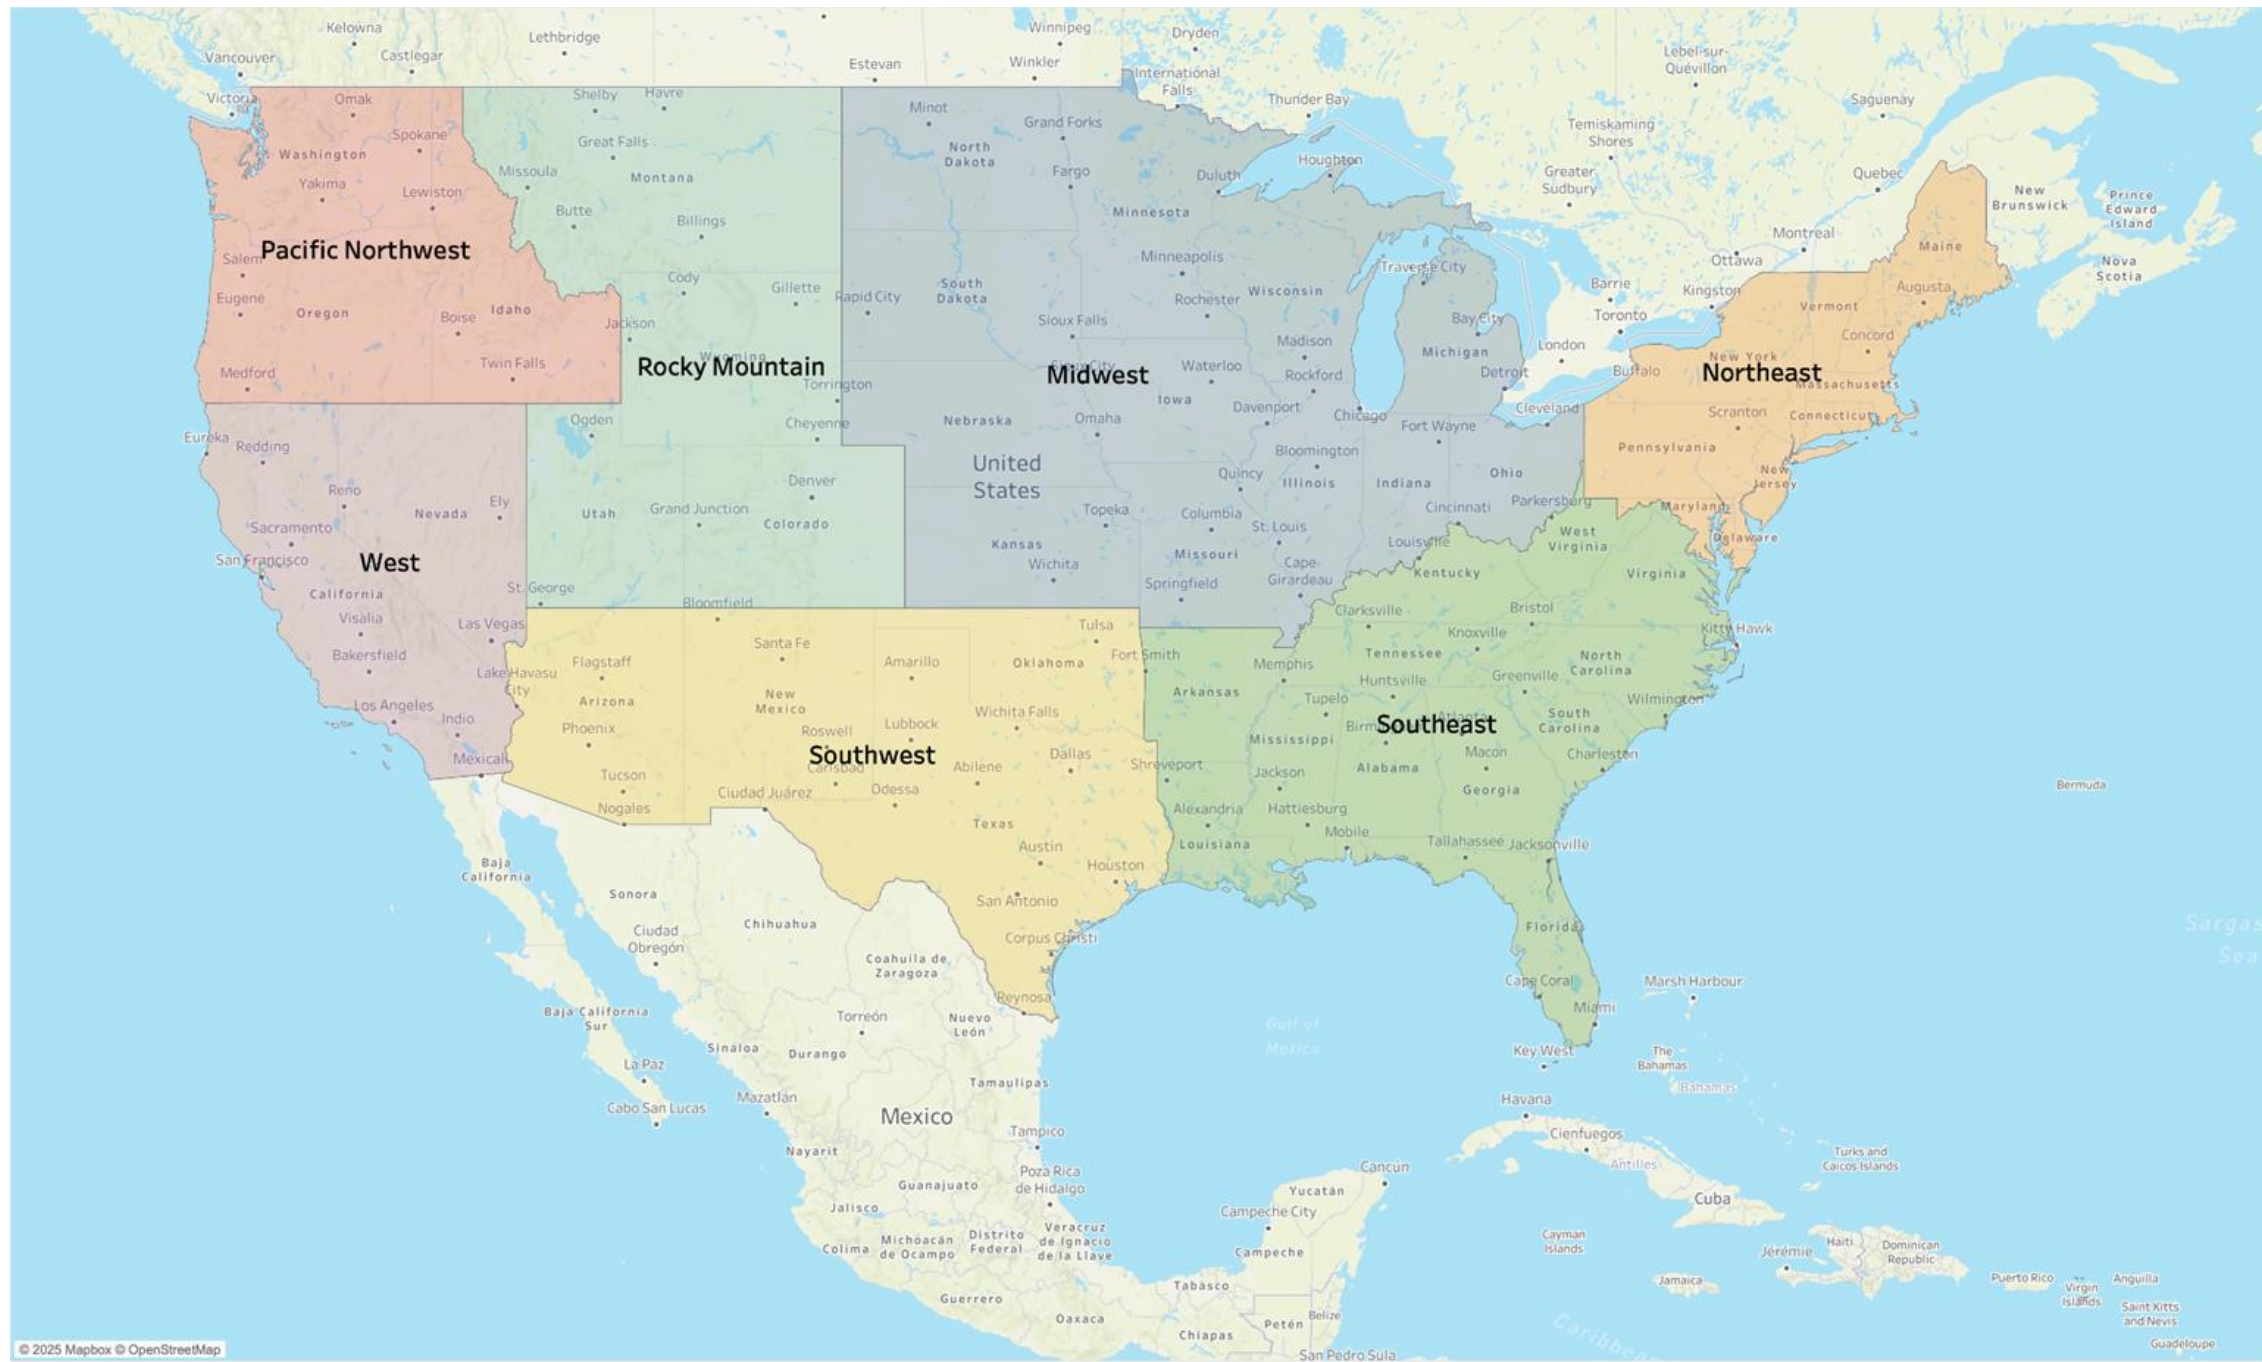 Kelowna
Lethbridge
Winnipeg
Dryden
Lebel-sur-
Quévillon
Vancouver
Castlegar
Estevan
Winkler
International
Falls
Thunder Bay
Saguenay
Victoria
Omak
Shelby
Havre
Minot
Grand Forks
Temiskaming
Shores
Spokane
Great Falls
North
Dakota
Houghton
Quebec
Washington
Missoula
Montana
Fargo
Duluth
Greater
Sudbury
New
Brunswick
Prince
Edward
Island
Yakima
Lewiston
Butte
Billings
Minnesota
Montreal
Maine
Nova
Scotia
Pacific Northwest
Salem
Minneapolis
Traverse City
Ottawa
Cody
Gillette
Rapid City
South
Dakota
Rochester
Wisconsin
Barrie
Kingston
Augusta
Eugene
Oregon
Boise
Idaho
Jackson
Sioux Falls
Bay City
Toronto
Vermont
Concord
Madison
Michigan
London
Wyoming
Rocky Mountain
Sioux City
Midwest
Waterloo
Rockford
Detroit
Buffalo
New York
Northeast
Massachusetts
Medford
Twin Falls
Torrington
Iowa
Davenport
Chicago
Cleveland
Scranton
Connecticut
Eureka
Redding
Ogden
Cheyenne
Nebraska
Omaha
Fort Wayne
Pennsylvania
United
States
Bloomington
Illinois
Indiana
Ohio
New
Jersey
Reno
Nevada
Ely
Denver
Quincy
Cincinnati
Parkersburg
Maryland
Sacramento
Utah
Grand Junction
Colorado
Topeka
Columbia
St. Louis
West
Virginia
Delaware
San Francisco
West
Kansas
Wichita
Missouri
Louisville
Kentucky
Virginia
California
St. George
Bloomfield
Springfield
Cape
Girardeau
Visalia
Las Vegas
Tulsa
Clarksville
Bristol
Kitty Hawk
Bakersfield
Santa Fe
Knoxville
Lake Havasu
City
Flagstaff
Amarillo
Oklahoma
Fort Smith
Memphis
Tennessee
North
Carolina
Arizona
New
Mexico
Arkansas
Huntsville
Greenville
Los Angeles
Indio
Phoenix
Roswell
Lubbock
Wichita Falls
Tupelo
Wilmington
Birm
Atlanta
Southeast
South
Carolina
Mexicali
Southwest
Dallas
Mississippi
Macon
Charleston
Tucson
Carlsbad
Abilene
Shreveport
Jackson
Alabama
Georgia
Bermuda
Nogales
Ciudad Juárez
Odessa
Texas
Alexandria
Hattiesburg
Mobile
Tallahassee
Jacksonville
Austin
Louisiana
Baja
California
Houston
Sonora
San Antonio
Chihuahua
Florida
Sargas
Sea
Ciudad
Obregón
Corpus Christi
Coahuila de
Zaragoza
Cape Coral
Marsh Harbour
Reynosa
Miami
Baja California
Sur
Torreón
Nuevo
León
Gulf of
Mexico
Sinaloa
Durango
Key West
The
Bahamas
Bahamas
La Paz
Tamaulipas
Cabo San Lucas
Mazatlán
Mexico
Havana
Nayarit
Tampico
Cienfuegos
Antilles
Turks and
Caicos Islands
Poza Rica
de Hidalgo
Cancún
Guanajuato
Yucatán
Cuba
Jalisco
Campeche City
Colima
Michoacán
de Ocampo
Distrito
Federal
Veracruz
de Ignacio
de la Llave
Campeche
Cayman
Islands
Jérémie
Haiti
Dominican
Republic
Guerrero
Tabasco
Jamaica
Puerto Rico
Virgin
Islands
Anguilla
Oaxaca
Chiapas
Petén
Belize
Caribbea
Saint Kitts
and Nevis
San Pedro Sula
Guadeloupe
© 2025 Mapbox © OpenStreetMap